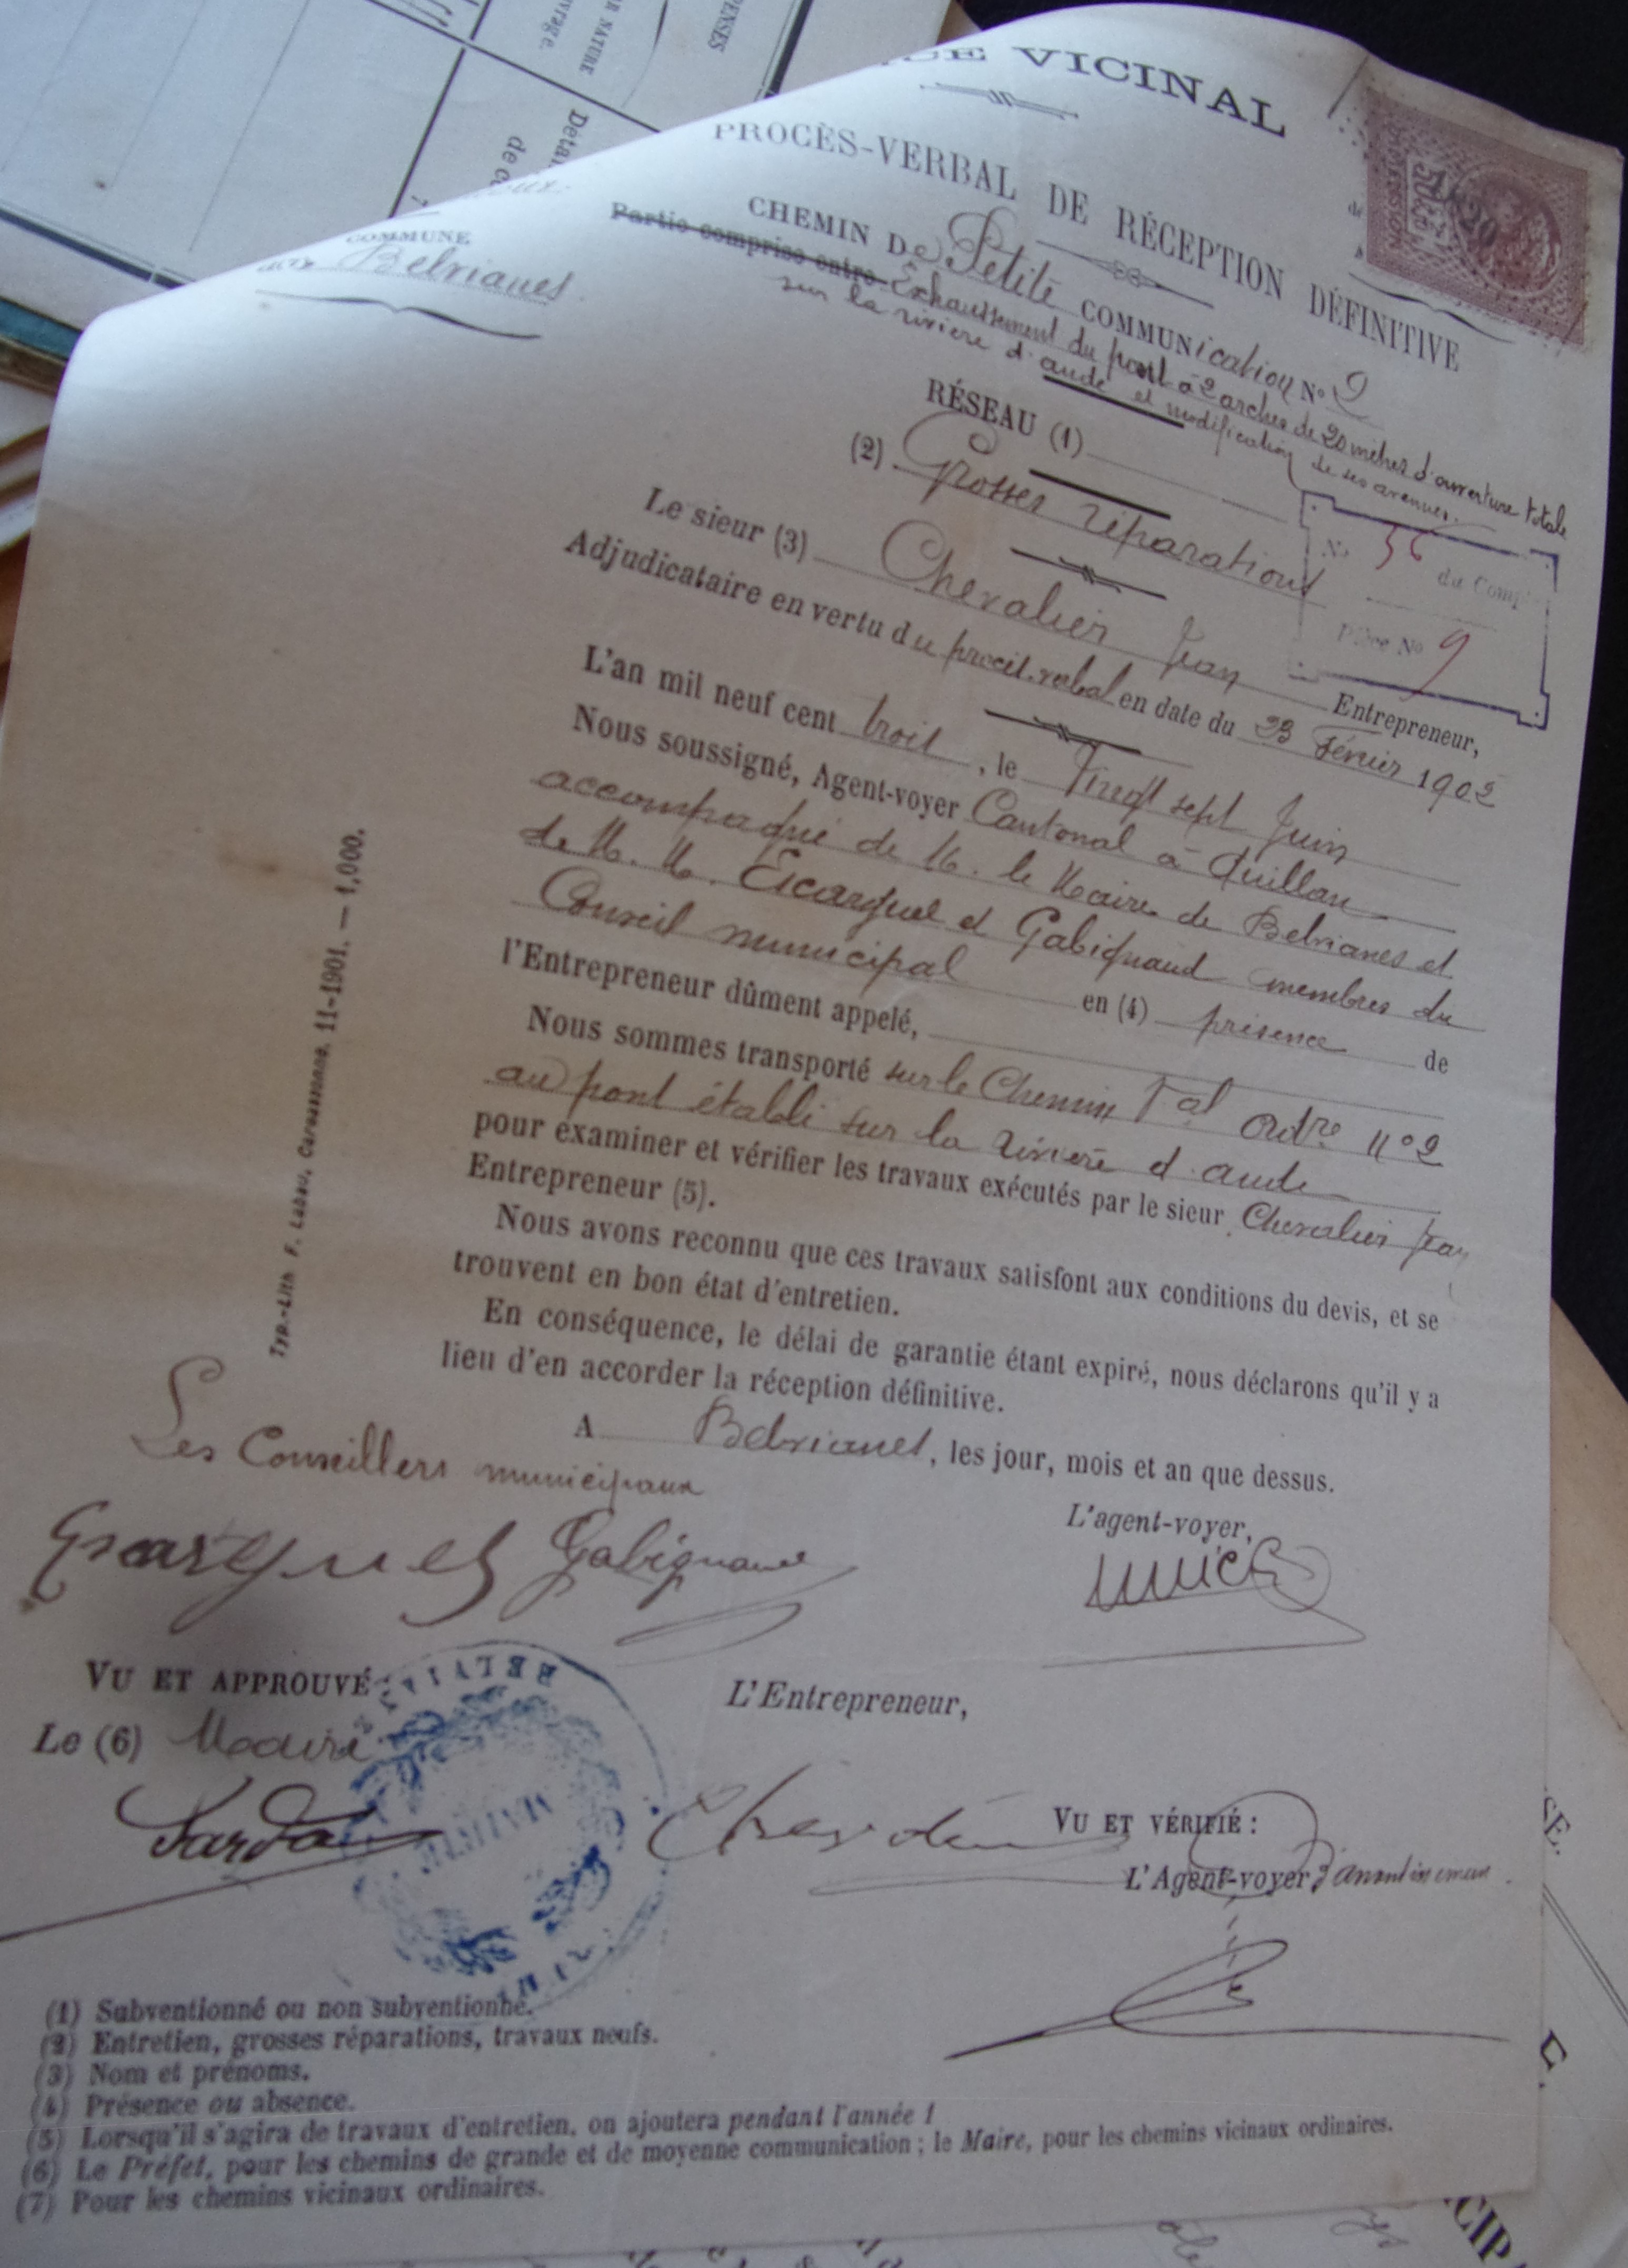 VICINAL
PROCÈS-VERBAL DE RÉCEPTION DÉFINITIVE
COMMUNE
Belvianes
CHEMIN De Petite COMMUNication N° 2
Partie comprise entre Exhaussement du pont à 2 arches de 20 mètres d'ouverture totale
sur la rivière d'aude et modification de ses avenues.
RÉSEAU (1)
(2) Grosses réparations
N° 56 du Comp
Pièce N° 9
Le sieur (3) Chevalier Jean Entrepreneur,
Adjudicataire en vertu du procès-verbal en date du 23 Février 1902
L'an mil neuf cent trois, le Vingt sept Juin
Nous soussigné, Agent-voyer Cantonal à Quillan
accompagné de M. le Maire de Belvianes et
de M. M. Escarguel et Gabignaud membres du
Conseil municipal en (4) présence de
l'Entrepreneur dûment appelé,
Nous sommes transporté sur le Chemin Val Ordre n° 2
au pont établi sur la rivière d'aude
pour examiner et vérifier les travaux exécutés par le sieur Chevalier Jean
Entrepreneur (5).
Nous avons reconnu que ces travaux satisfont aux conditions du devis, et se
trouvent en bon état d'entretien.
En conséquence, le délai de garantie étant expiré, nous déclarons qu'il y a
lieu d'en accorder la réception définitive.
A Belvianes, les jour, mois et an que dessus.
Typ.-Lith F. Labau, Carcassonne. 11-1901. — 1,000.
Les Conseillers municipaux
L'agent-voyer,
Escarguel Gabignaud
VU ET APPROUVÉ
L'Entrepreneur,
Le (6) Maire
Sarda
MAIRIE
VU ET VÉRIFIÉ :
L'Agent-voyer d'arrondissement
(1) Subventionné ou non subventionné.
(2) Entretien, grosses réparations, travaux neufs.
(3) Nom et prénoms.
(4) Présence ou absence.
(5) Lorsqu'il s'agira de travaux d'entretien, on ajoutera pendant l'année 1
(6) Le Préfet, pour les chemins de grande et de moyenne communication ; le Maire, pour les chemins vicinaux ordinaires.
(7) Pour les chemins vicinaux ordinaires.